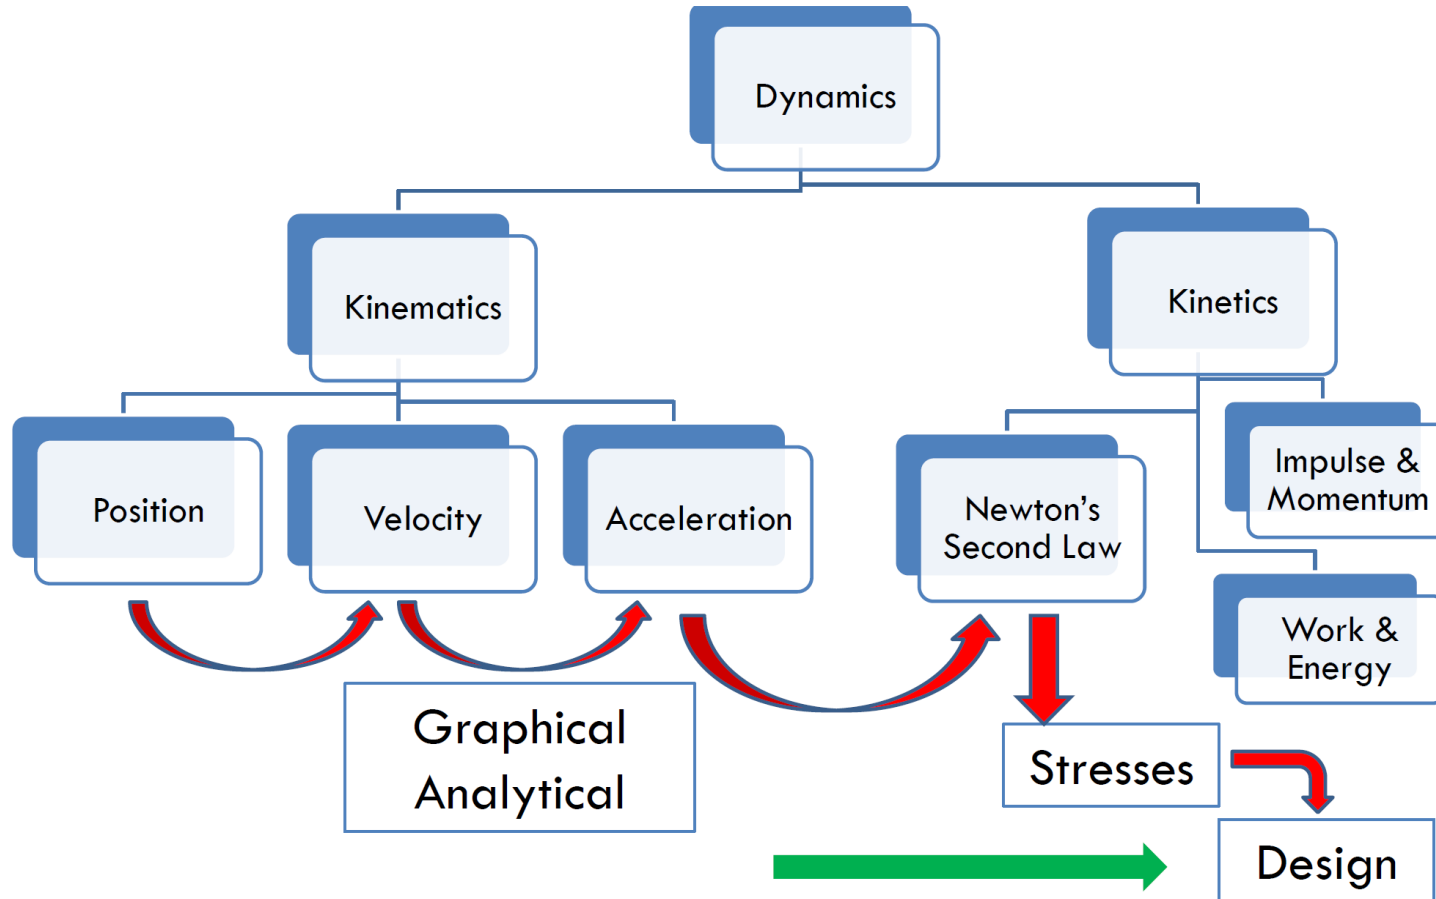 Dynamics
Kinematics
Kinetics
Position
Velocity
Acceleration
Newton’s
Second Law
Impulse &
Momentum
Work &
Energy
Graphical
Analytical
Stresses
Design